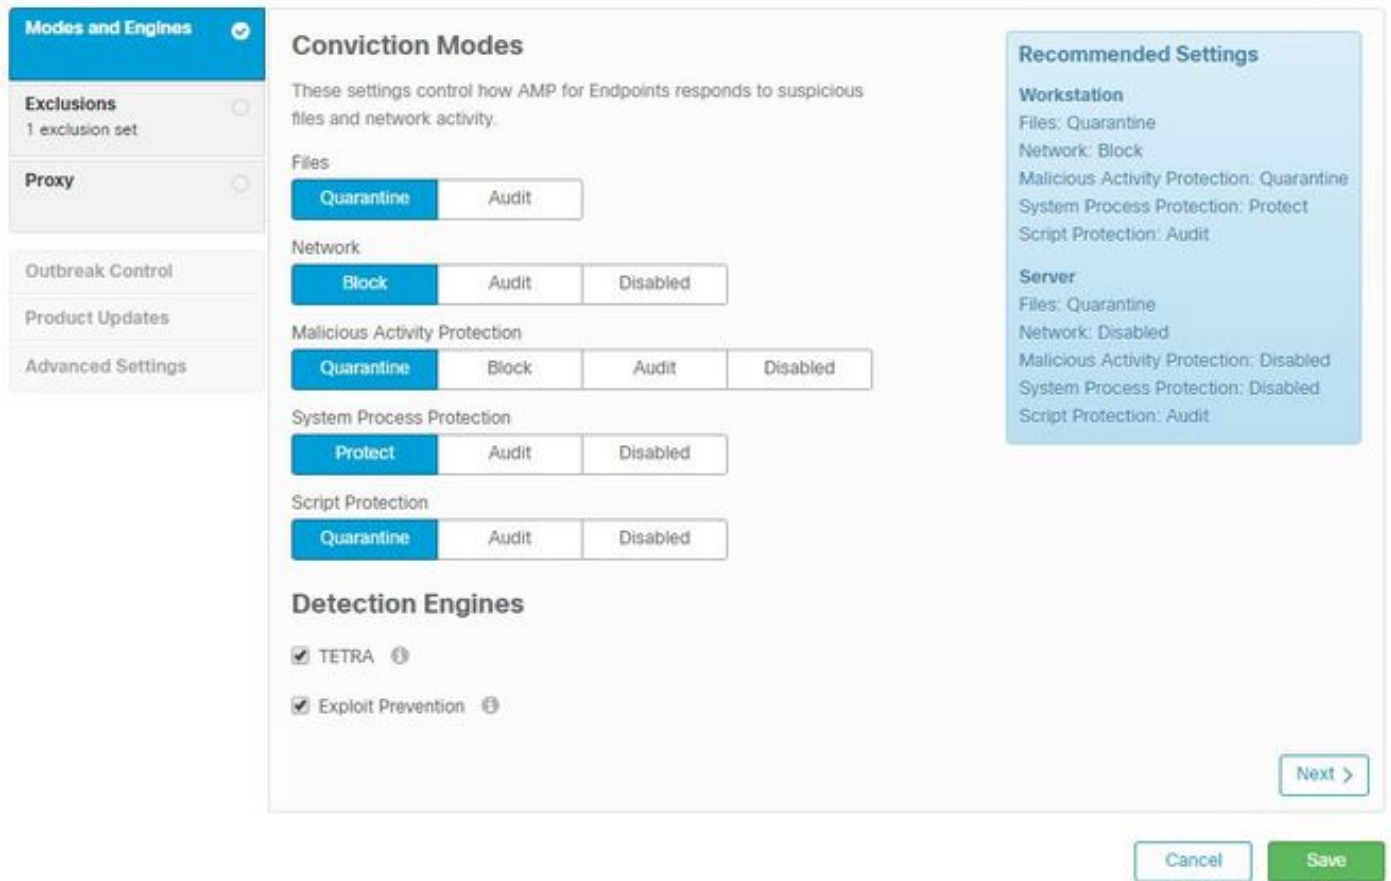 Modes and Engines
Exclusions
1 exclusion set
Proxy
Outbreak Control
Product Updates
Advanced Settings
Conviction Modes
These settings control how AMP for Endpoints responds to suspicious
files and network activity.
Files
Quarantine Audit
Network
Block Audit Disabled
Malicious Activity Protection
Quarantine Block Audit Disabled
System Process Protection
Protect Audit Disabled
Script Protection
Quarantine Audit Disabled
Detection Engines
TETRA
Exploit Prevention
Recommended Settings
Workstation
Files: Quarantine
Network: Block
Malicious Activity Protection: Quarantine
System Process Protection: Protect
Script Protection: Audit
Server
Files: Quarantine
Network: Disabled
Malicious Activity Protection: Disabled
System Process Protection: Disabled
Script Protection: Audit
Next >
Cancel Save